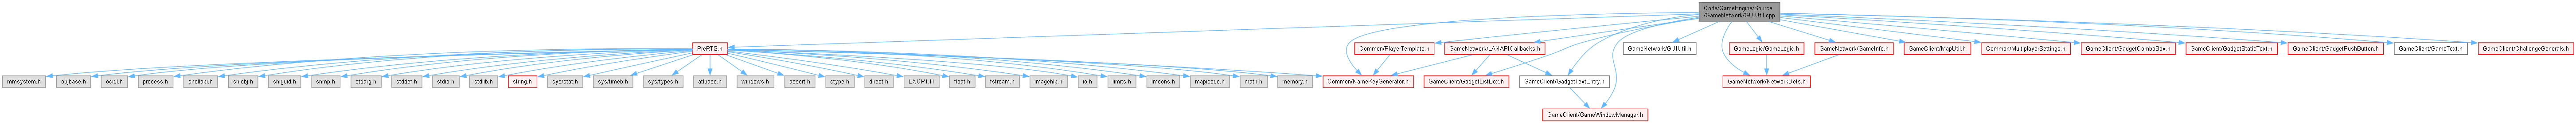 Code/GameEngine/Source
/GameNetwork/GUIUtil.cpp
PreRTS.h
Common/PlayerTemplate.h
GameNetwork/LANAPICallbacks.h
GameNetwork/GUIUtil.h
GameLogic/GameLogic.h
GameNetwork/GameInfo.h
GameClient/MapUtil.h
Common/MultiplayerSettings.h
GameClient/GadgetComboBox.h
GameClient/GadgetStaticText.h
GameClient/GadgetPushButton.h
GameClient/GameText.h
GameClient/ChallengeGenerals.h
mmsystem.h
objbase.h
ocidl.h
process.h
shellapi.h
shlobj.h
shlguid.h
snmp.h
stdarg.h
stddef.h
stdio.h
stdlib.h
string.h
sys/stat.h
sys/timeb.h
sys/types.h
atlbase.h
windows.h
assert.h
ctype.h
direct.h
EXCPT.H
float.h
fstream.h
imagehlp.h
io.h
limits.h
lmcons.h
mapicode.h
math.h
memory.h
Common/NameKeyGenerator.h
GameClient/GadgetListBox.h
GameClient/GadgetTextEntry.h
GameNetwork/NetworkDefs.h
GameClient/GameWindowManager.h